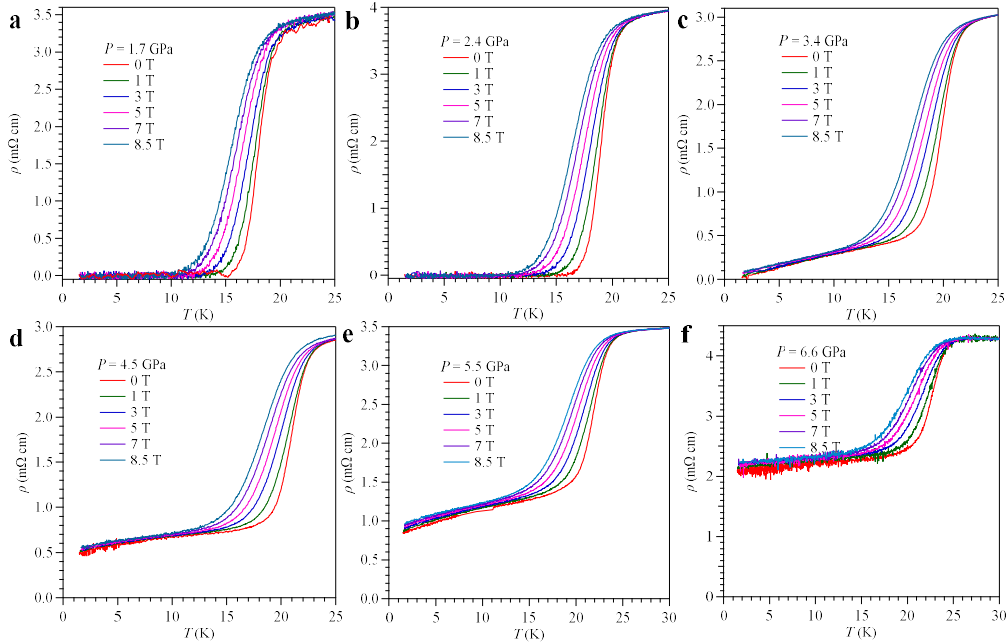 a
P = 1.7 GPa
0 T
1 T
3 T
5 T
7 T
8.5 T
ρ (mΩ cm)
3.5
3.0
2.5
2.0
1.5
1.0
0.5
0.0
0 5 10 15 20 25
T (K)
b
P = 2.4 GPa
0 T
1 T
3 T
5 T
7 T
8.5 T
ρ (mΩ cm)
4
3
2
1
0
0 5 10 15 20 25
T (K)
c
P = 3.4 GPa
0 T
1 T
3 T
5 T
7 T
8.5 T
ρ (mΩ cm)
3.0
2.5
2.0
1.5
1.0
0.5
0.0
0 5 10 15 20 25
T (K)
d
P = 4.5 GPa
0 T
1 T
3 T
5 T
7 T
8.5 T
ρ (mΩ cm)
3.0
2.5
2.0
1.5
1.0
0.5
0.0
0 5 10 15 20 25
T (K)
e
P = 5.5 GPa
0 T
1 T
3 T
5 T
7 T
8.5 T
ρ (mΩ cm)
3.5
3.0
2.5
2.0
1.5
1.0
0.5
0.0
0 5 10 15 20 25 30
T (K)
f
P = 6.6 GPa
0 T
1 T
3 T
5 T
7 T
8.5 T
ρ (mΩ cm)
4
3
2
1
0
0 5 10 15 20 25 30
T (K)